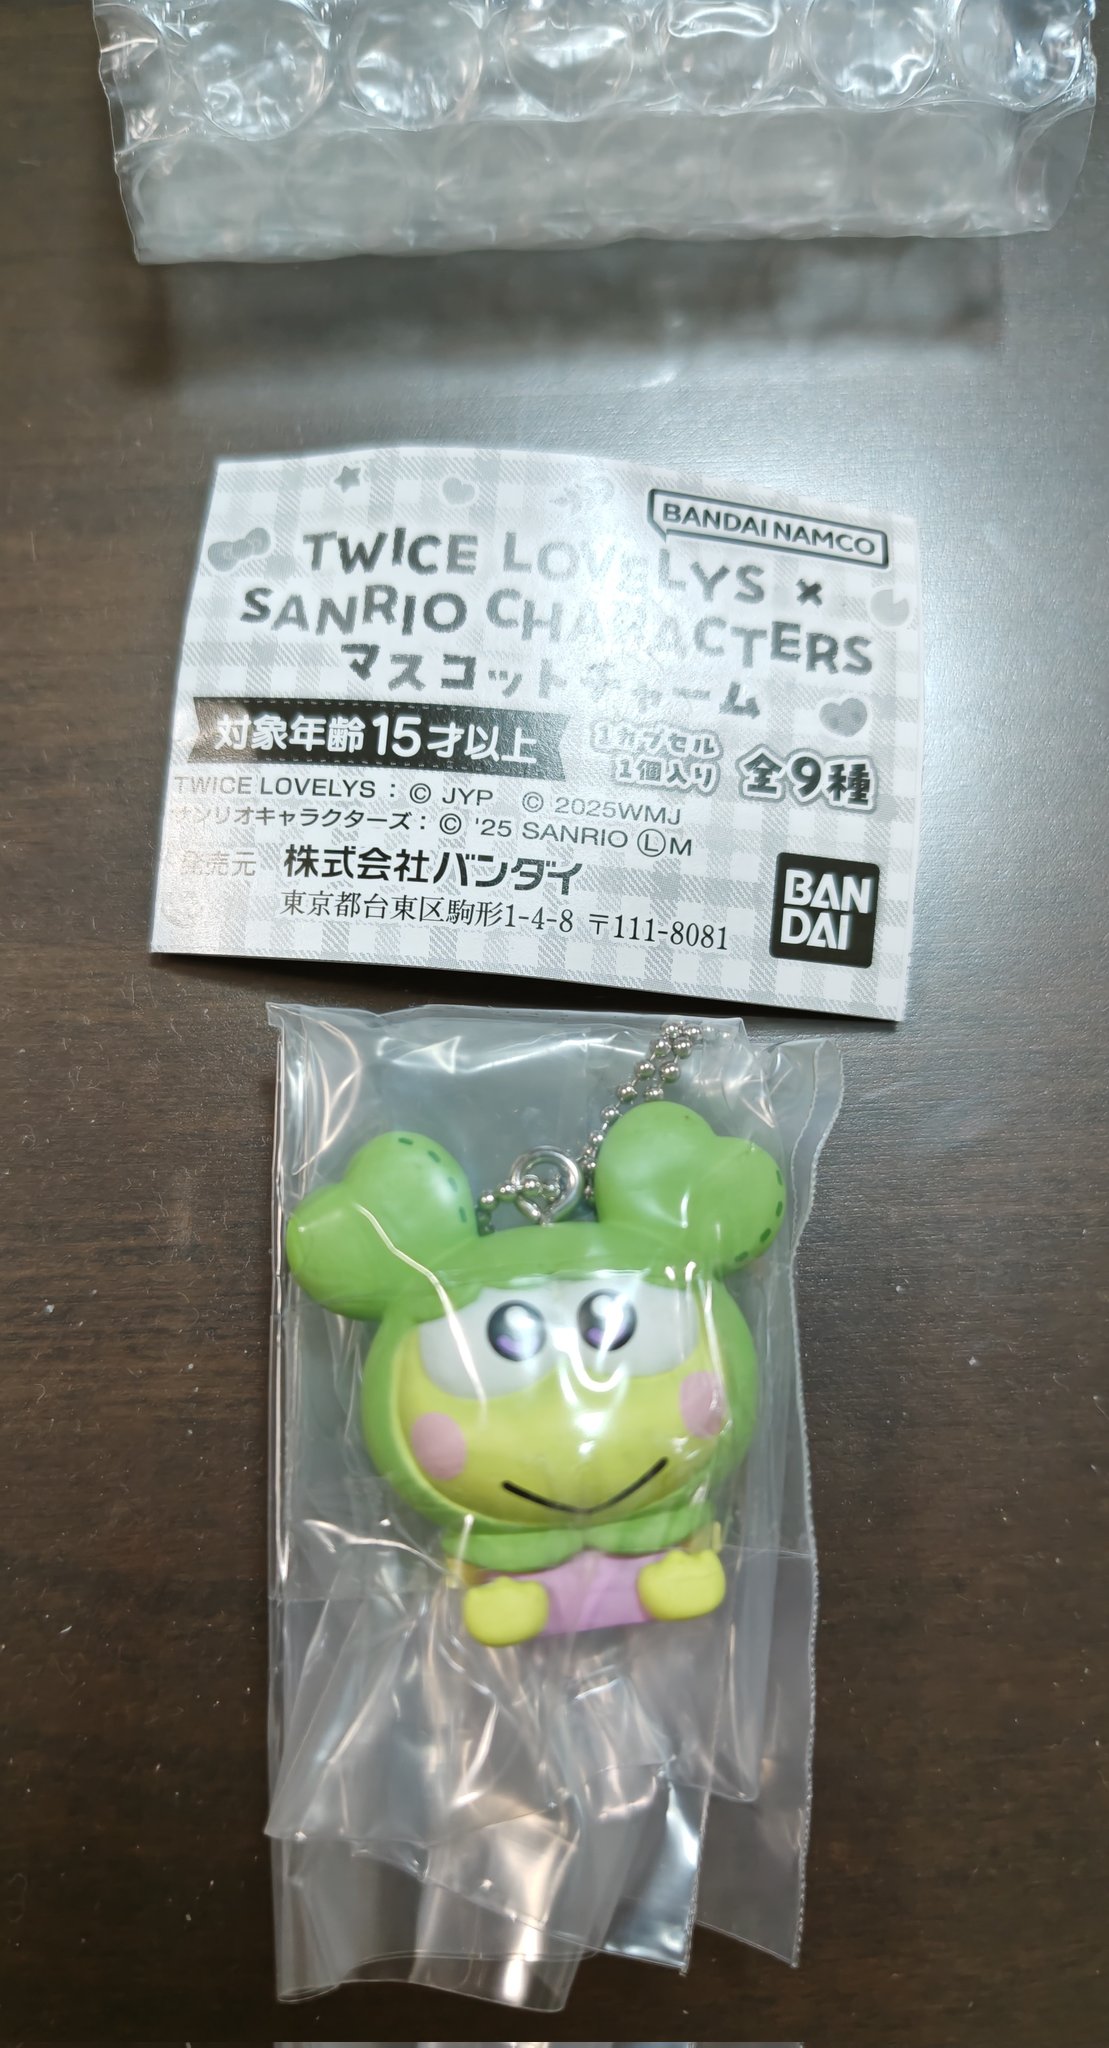 BANDAI NAMCO
TWICE LOVELYS ×
SANRIO CHARACTERS
マスコットチャーム
対象年齢15才以上
1カプセル
1個入り
全9種
TWICE LOVELYS : © JYP © 2025WMJ
サンリオキャラクターズ : © '25 SANRIO Ⓛ M
発売元 株式会社バンダイ
東京都台東区駒形1-4-8 〒111-8081
BAN
DAI